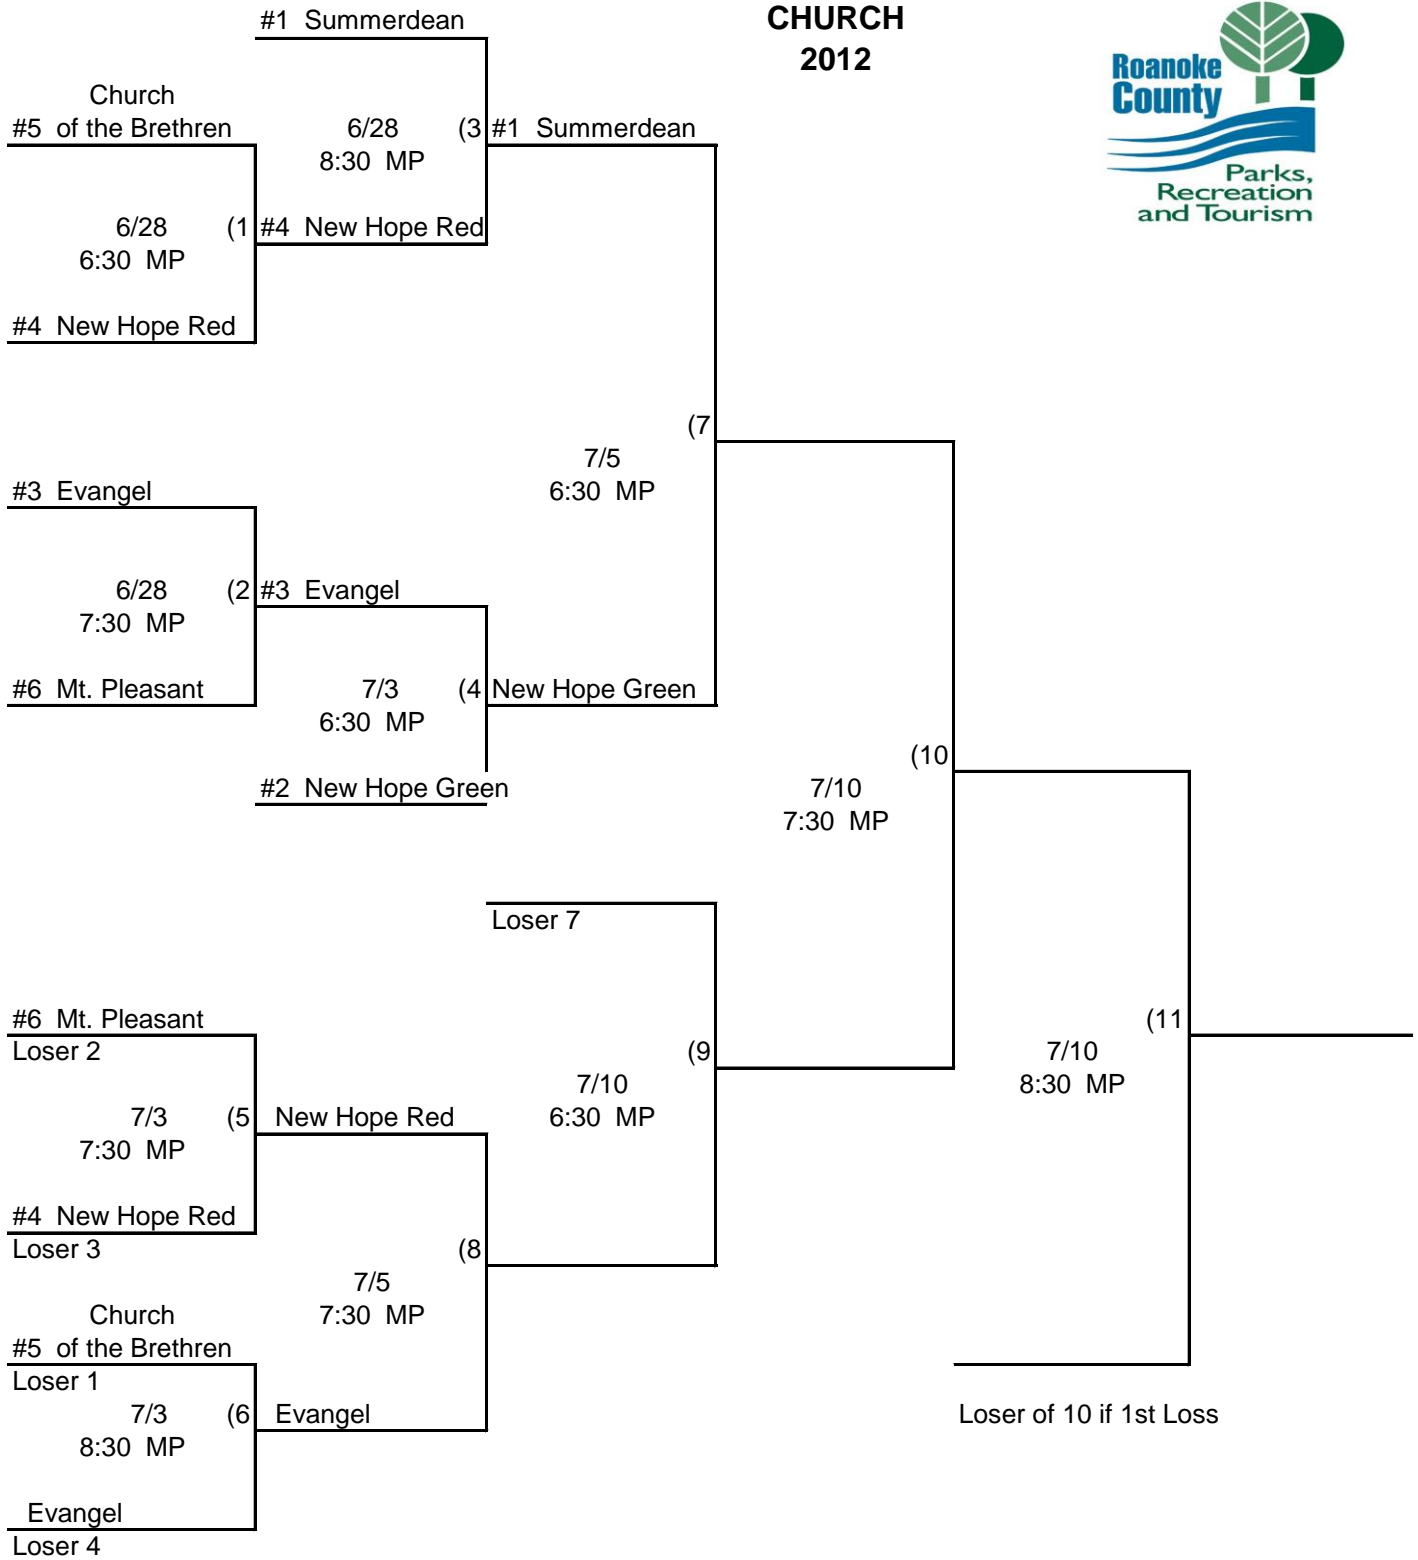 #1 Summerdean
CHURCH
2012
Roanoke
County
Parks,
Recreation
and Tourism
Church
#5 of the Brethren
6/28 (3 #1 Summerdean
8:30 MP
6/28 (1 #4 New Hope Red
6:30 MP
#4 New Hope Red
(7
7/5
6:30 MP
#3 Evangel
6/28 (2 #3 Evangel
7:30 MP
#6 Mt. Pleasant
7/3 (4 New Hope Green
6:30 MP
#2 New Hope Green
(10
7/10
7:30 MP
Loser 7
#6 Mt. Pleasant
Loser 2
(11
7/10
8:30 MP
(9
7/10
6:30 MP
7/3 (5 New Hope Red
7:30 MP
#4 New Hope Red
Loser 3
(8
7/5
7:30 MP
Church
#5 of the Brethren
Loser 1
7/3 (6 Evangel
8:30 MP
Loser of 10 if 1st Loss
Evangel
Loser 4